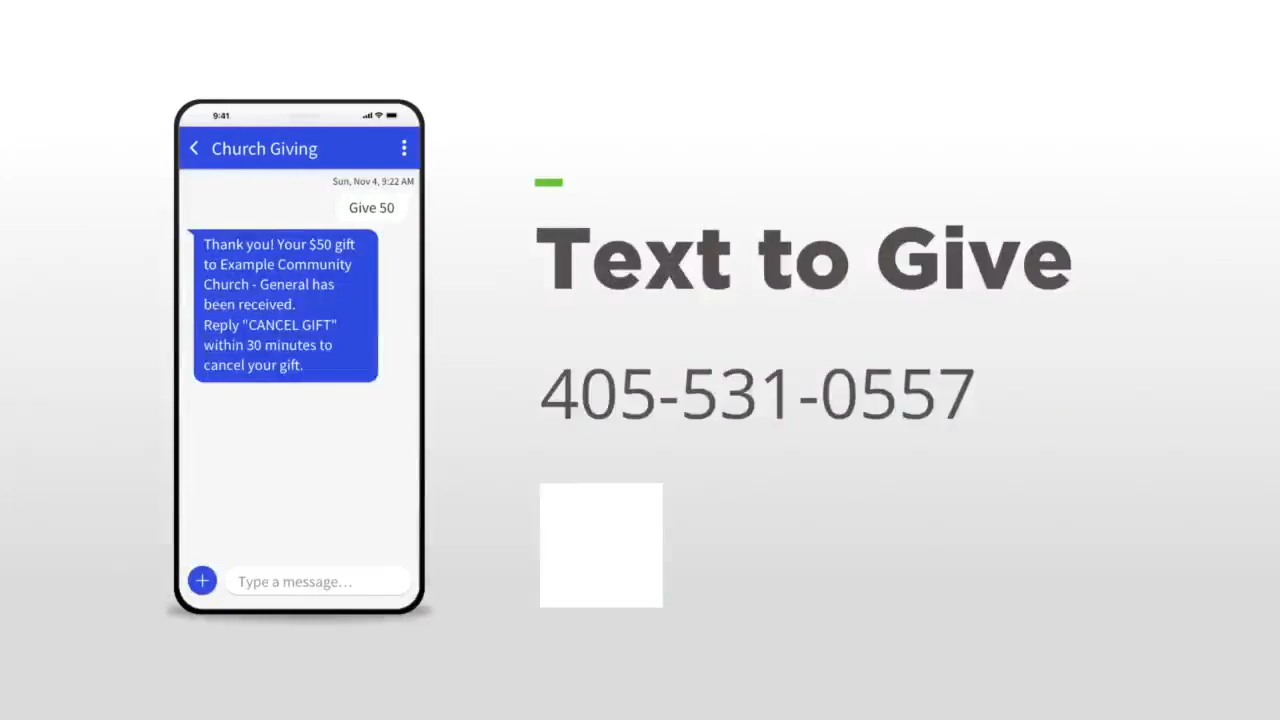 9:41
Church Giving
Sun, Nov 4, 9:22 AM
Give 50
Thank you! Your $50 gift
to Example Community
Church - General has
been received.
Reply "CANCEL GIFT"
within 30 minutes to
cancel your gift.
Type a message...
Text to Give
405-531-0557